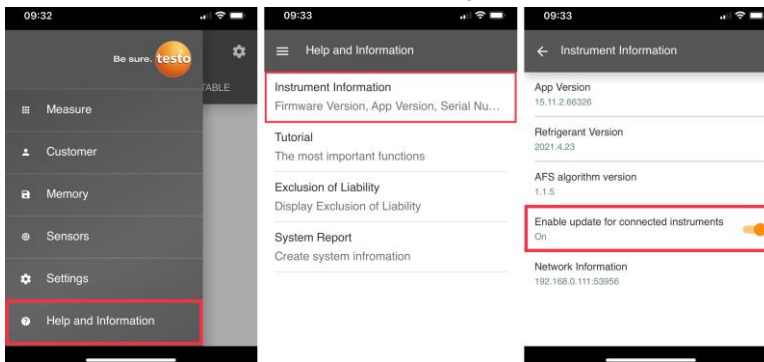 09:32
Be sure. testo
TABLE
Measure
Customer
Memory
Sensors
Settings
Help and Information
09:33
Help and Information
Instrument Information
Firmware Version, App Version, Serial Nu...
Tutorial
The most important functions
Exclusion of Liability
Display Exclusion of Liability
System Report
Create system infromation
09:33
Instrument Information
App Version
15.11.2.66326
Refrigerant Version
2021.4.23
AFS algorithm version
1.1.5
Enable update for connected instruments
On
Network Information
192.168.0.111:53956